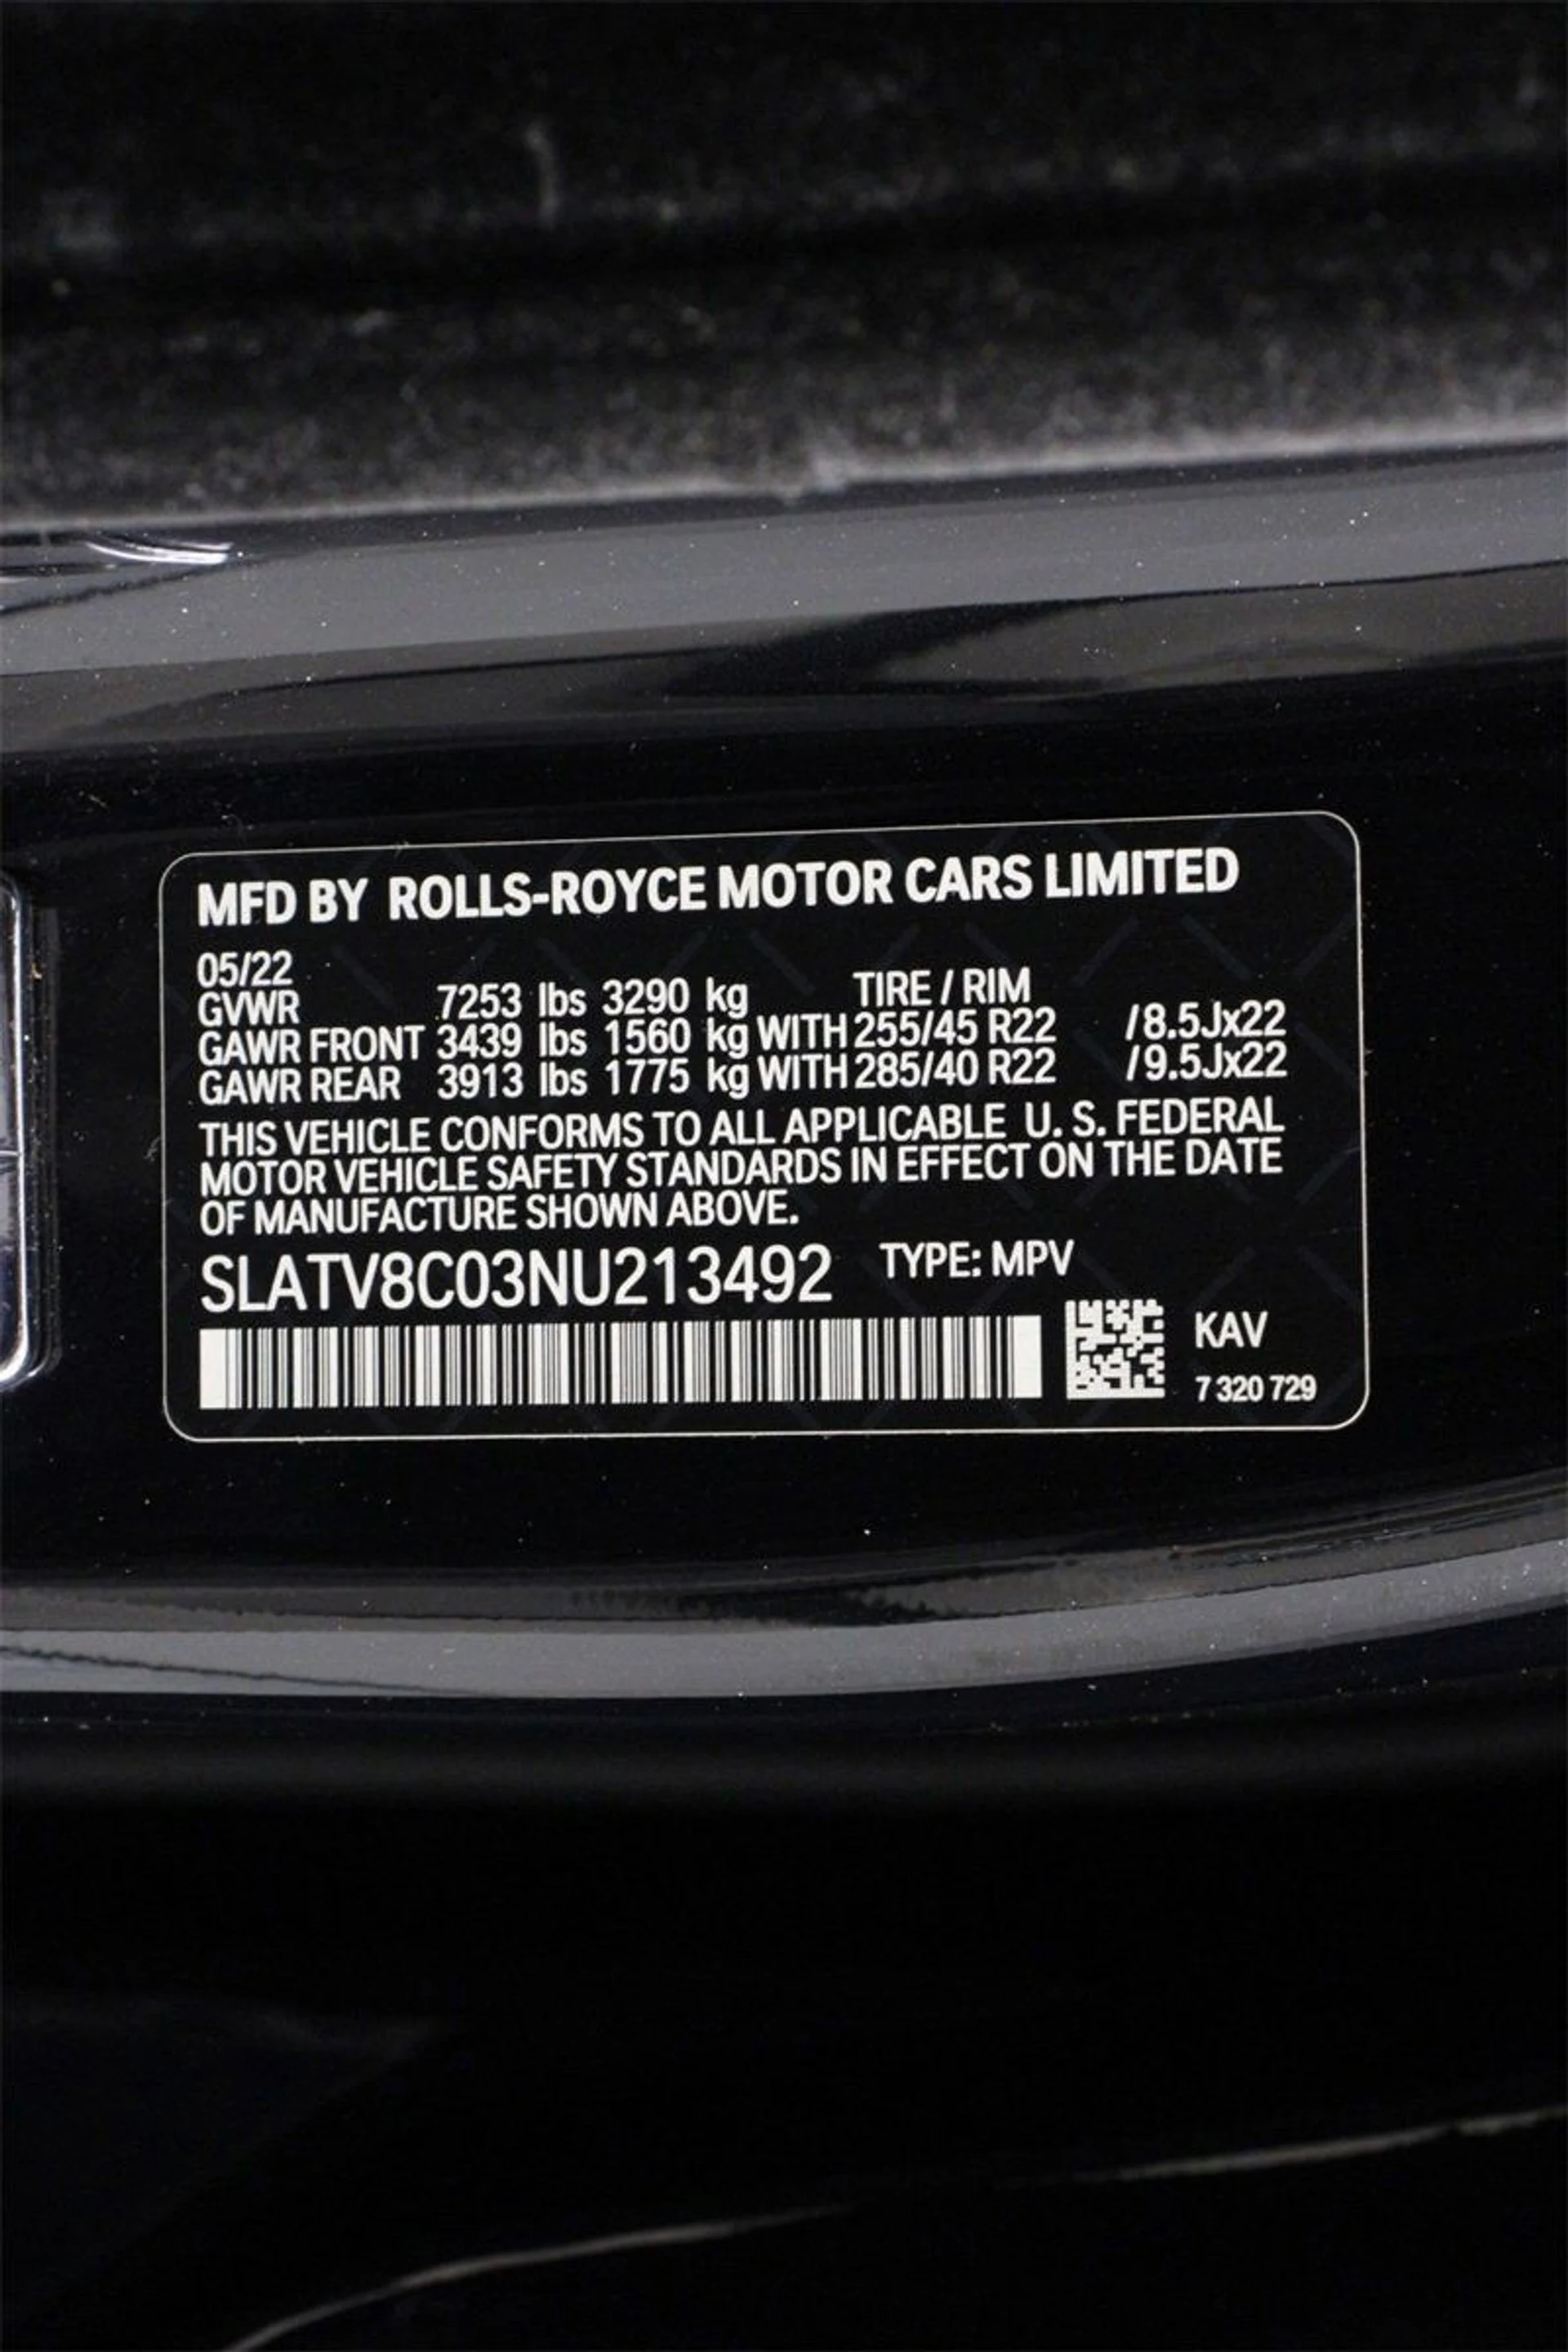 MFD BY ROLLS-ROYCE MOTOR CARS LIMITED
05/22
GVWR 7253 lbs 3290 kg TIRE / RIM
GAWR FRONT 3439 lbs 1560 kg WITH 255/45 R22 /8.5Jx22
GAWR REAR 3913 lbs 1775 kg WITH 285/40 R22 /9.5Jx22
THIS VEHICLE CONFORMS TO ALL APPLICABLE U. S. FEDERAL
MOTOR VEHICLE SAFETY STANDARDS IN EFFECT ON THE DATE
OF MANUFACTURE SHOWN ABOVE.
SLATV8C03NU213492 TYPE: MPV
KAV
7 320 729